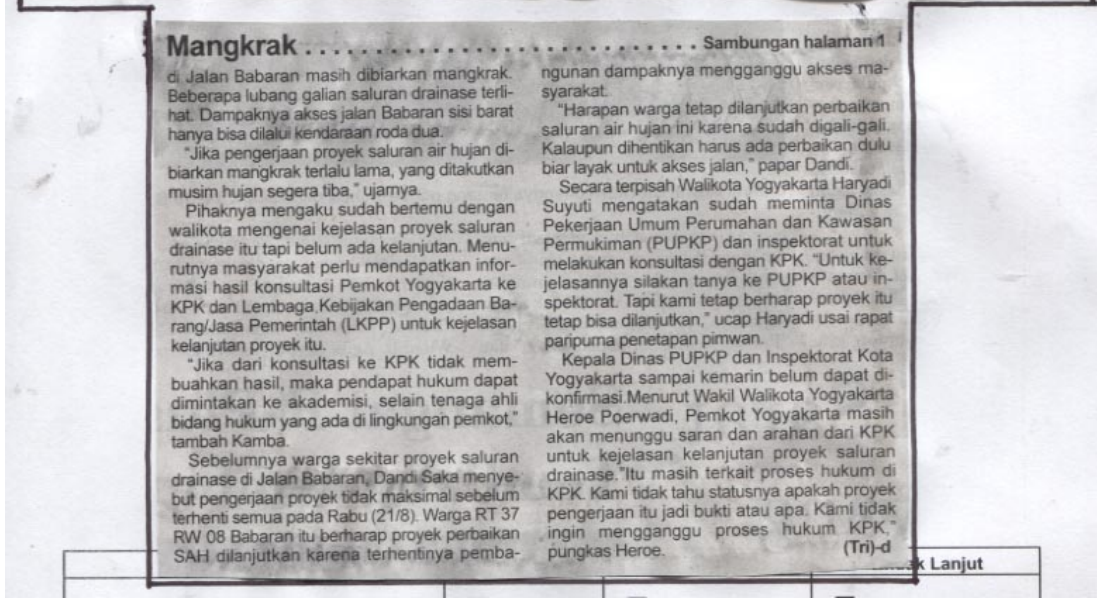 Mangkrak . . . . . . . . . . . . . . . . . . . . . . . . . . . Sambungan halaman 1
di Jalan Babaran masih dibiarkan mangkrak.
Beberapa lubang galian saluran drainase terli-
hat. Dampaknya akses jalan Babaran sisi barat
hanya bisa dilalui kendaraan roda dua.
"Jika pengerjaan proyek saluran air hujan di-
biarkan mangkrak terlalu lama, yang ditakutkan
musim hujan segera tiba," ujarnya.
Pihaknya mengaku sudah bertemu dengan
walikota mengenai kejelasan proyek saluran
drainase itu tapi belum ada kelanjutan. Menu-
rutnya masyarakat perlu mendapatkan infor-
masi hasil konsultasi Pemkot Yogyakarta ke
KPK dan Lembaga Kebijakan Pengadaan Ba-
rang/Jasa Pemerintah (LKPP) untuk kejelasan
kelanjutan proyek itu.
"Jika dari konsultasi ke KPK tidak mem-
buahkan hasil, maka pendapat hukum dapat
dimintakan ke akademisi, selain tenaga ahli
bidang hukum yang ada di lingkungan pemkot,"
tambah Kamba.
Sebelumnya warga sekitar proyek saluran
drainase di Jalan Babaran, Dandi Saka menye-
but pengerjaan proyek tidak maksimal sebelum
terhenti semua pada Rabu (21/8). Warga RT 37
RW 08 Babaran itu berharap proyek perbaikan
SAH dilanjutkan karena terhentinya pemba-
ngunan dampaknya mengganggu akses ma-
syarakat.
"Harapan warga tetap dilanjutkan perbaikan
saluran air hujan ini karena sudah digali-gali.
Kalaupun dihentikan harus ada perbaikan dulu
biar layak untuk akses jalan," papar Dandi.
Secara terpisah Walikota Yogyakarta Haryadi
Suyuti mengatakan sudah meminta Dinas
Pekerjaan Umum Perumahan dan Kawasan
Permukiman (PUPKP) dan inspektorat untuk
melakukan konsultasi dengan KPK. "Untuk ke-
jelasannya silakan tanya ke PUPKP atau in-
spektorat. Tapi kami tetap berharap proyek itu
tetap bisa dilanjutkan," ucap Haryadi usai rapat
paripurna penetapan pimwan.
Kepala Dinas PUPKP dan Inspektorat Kota
Yogyakarta sampai kemarin belum dapat di-
konfirmasi.Menurut Wakil Walikota Yogyakarta
Heroe Poerwadi, Pemkot Yogyakarta masih
akan menunggu saran dan arahan dari KPK
untuk kejelasan kelanjutan proyek saluran
drainase."Itu masih terkait proses hukum di
KPK. Kami tidak tahu statusnya apakah proyek
pengerjaan itu jadi bukti atau apa. Kami tidak
ingin mengganggu proses hukum KPK,"
pungkas Heroe. (Tri)-d
Lanjut